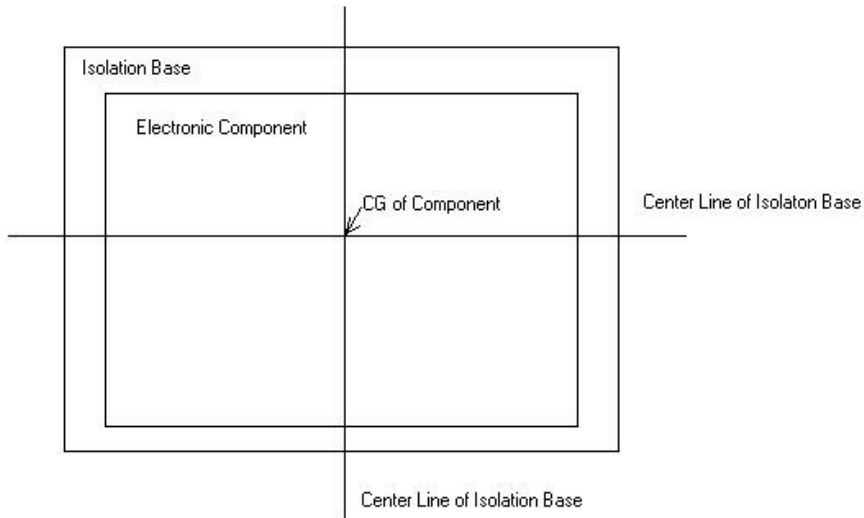 Isolation Base
Electronic Component
CG of Component
Center Line of Isolaton Base
Center Line of Isolation Base